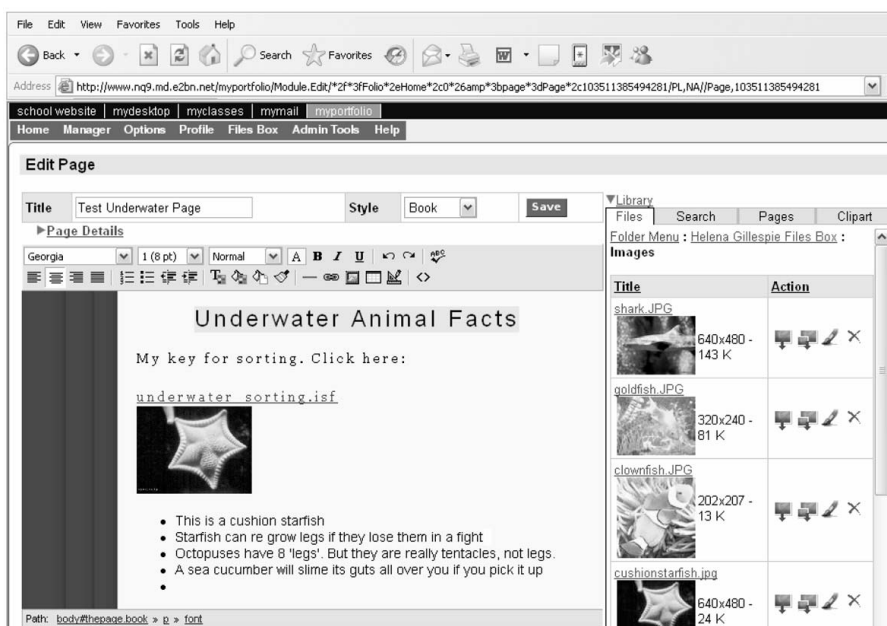 File Edit View Favorites Tools Help
Back Search Favorites
Address http://www.nq9.md.e2bn.net/myportfolio/Module.Edit/*2f*3fFolio*2eHome*2c0*26amp*3bpage*3dPage*2c103511385494281/PL,NA//Page,103511385494281
school website mydesktop myclasses mymail myportfolio
Home Manager Options Profile Files Box Admin Tools Help
Edit Page
Title Test Underwater Page Style Book Save
Page Details
Georgia 1 (8 pt) Normal A B I U ABC
Underwater Animal Facts
My key for sorting. Click here:
underwater sorting.isf
This is a cushion starfish
Starfish can re grow legs if they lose them in a fight
Octopuses have 8 'legs'. But they are really tentacles, not legs.
A sea cucumber will slime its guts all over you if you pick it up
Path: body#thepage.book » p » font
Library
Files Search Pages Clipart
Folder Menu : Helena Gillespie Files Box :
Images
Title Action
shark.JPG
640x480 -
143 K
goldfish.JPG
320x240 -
81 K
clownfish.JPG
202x207 -
13 K
cushionstarfish.jpg
640x480 -
24 K